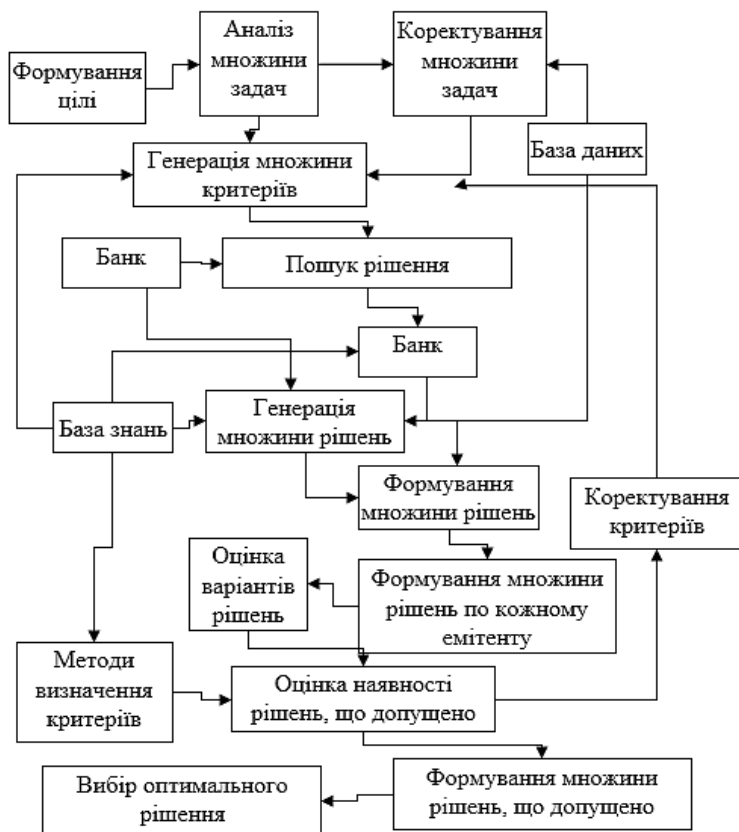 Формування
цілі
Аналіз
множини
задач
Коректування
множини
задач
База даних
Генерація множини
критеріїв
Банк
Пошук рішення
Банк
База знань
Генерація
множини рішень
Формування
множини рішень
Коректування
критеріїв
Оцінка
варіантів
рішень
Формування множини
рішень по кожному
емітенту
Методи
визначення
критеріїв
Оцінка наявності
рішень, що допущено
Вибір оптимального
рішення
Формування множини
рішень, що допущено